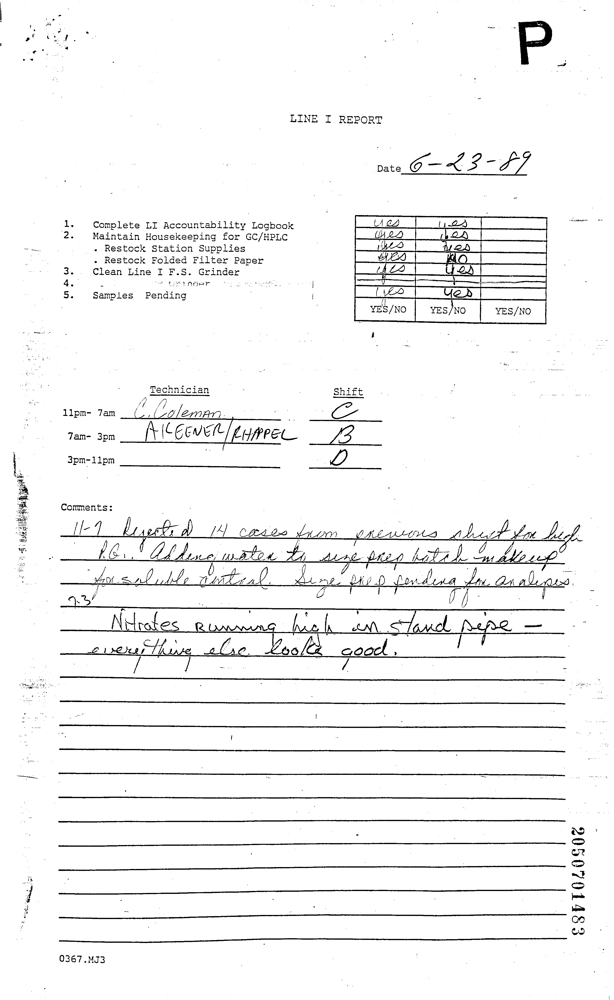 P
LINE I REPORT
Date 6-23-89
1. Complete LI Accountability Logbook yes yes
2. Maintain Housekeeping for GC/HPLC yes yes
. Restock Station Supplies yes yes
. Restock Folded Filter Paper yes NO
3. Clean Line I F.S. Grinder yes yes
4.
5. Samples Pending yes yes
YES/NO YES/NO YES/NO
Technician Shift
11pm- 7am C. Coleman C
7am- 3pm A KEENER/RHAPPEL B
3pm-11pm D
Comments:
11-7 Rejected 14 cases from previous shift for high
P.G.. Adding water to size prep batch makeup
for soluble control. Size prep pending for analyses.
7-3
Nitrates running high in stand pipe —
everything else looks good.
2050701483
0367.MJ3